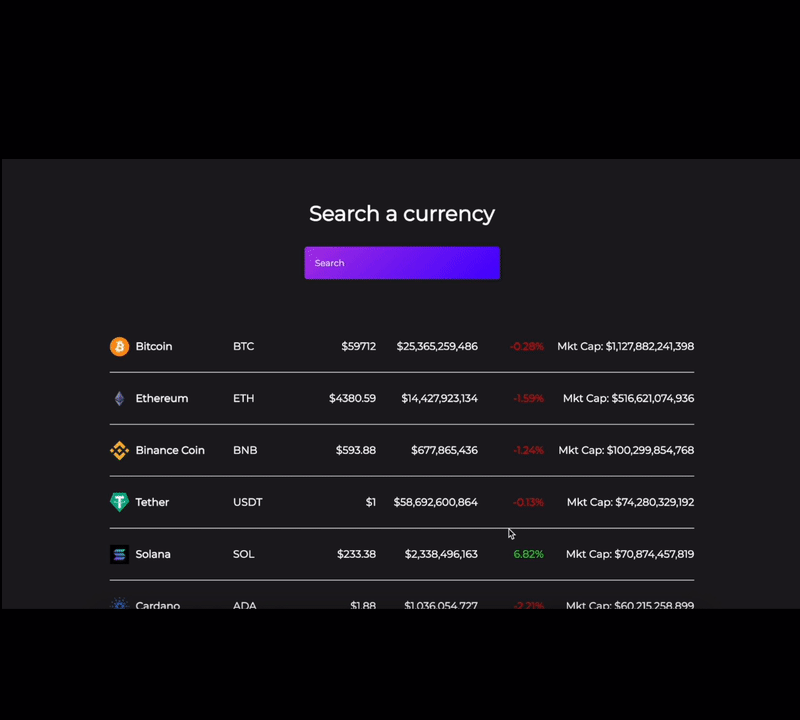 Search a currency
Search
Bitcoin BTC $59712 $25,365,259,486 -0.28% Mkt Cap: $1,127,882,241,398
Ethereum ETH $4380.59 $14,427,923,134 -1.59% Mkt Cap: $516,621,074,936
Binance Coin BNB $593.88 $677,865,436 -1.24% Mkt Cap: $100,299,854,768
Tether USDT $1 $58,692,600,864 -0.13% Mkt Cap: $74,280,329,192
Solana SOL $233.38 $2,338,496,163 6.82% Mkt Cap: $70,874,457,819
Cardano ADA $1.88 $1,036,054,727 -2.21% Mkt Cap: $60,215,258,899